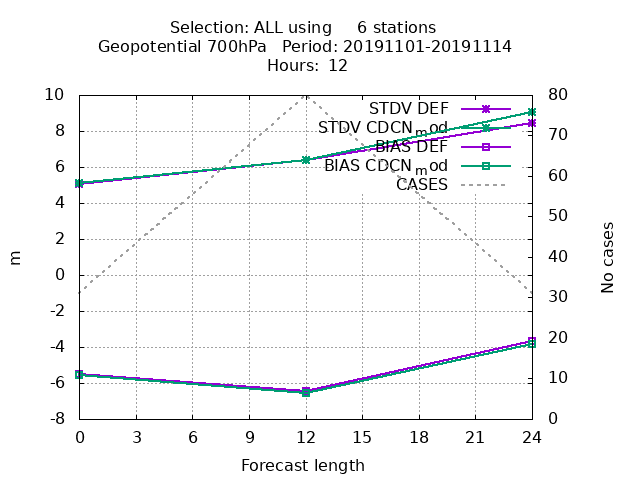 Selection: ALL using 6 stations
Geopotential 700hPa Period: 20191101-20191114
Hours: 12
STDV DEF
STDV CDCNmod
BIAS DEF
BIAS CDCNmod
CASES
10
8
6
4
2
0
-2
-4
-6
-8
m
80
70
60
50
40
30
20
10
0
No cases
0 3 6 9 12 15 18 21 24
Forecast length